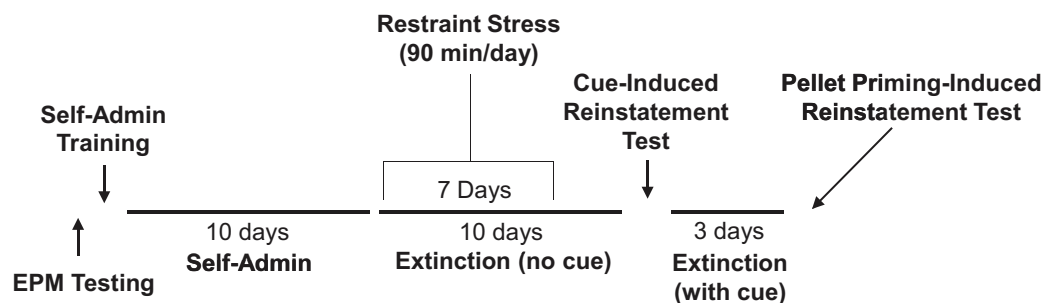 Restraint Stress
(90 min/day)
Cue-Induced
Reinstatement
Test
Pellet Priming-Induced
Reinstatement Test
Self-Admin
Training
7 Days
10 days
Self-Admin
10 days
Extinction (no cue)
3 days
Extinction
(with cue)
EPM Testing